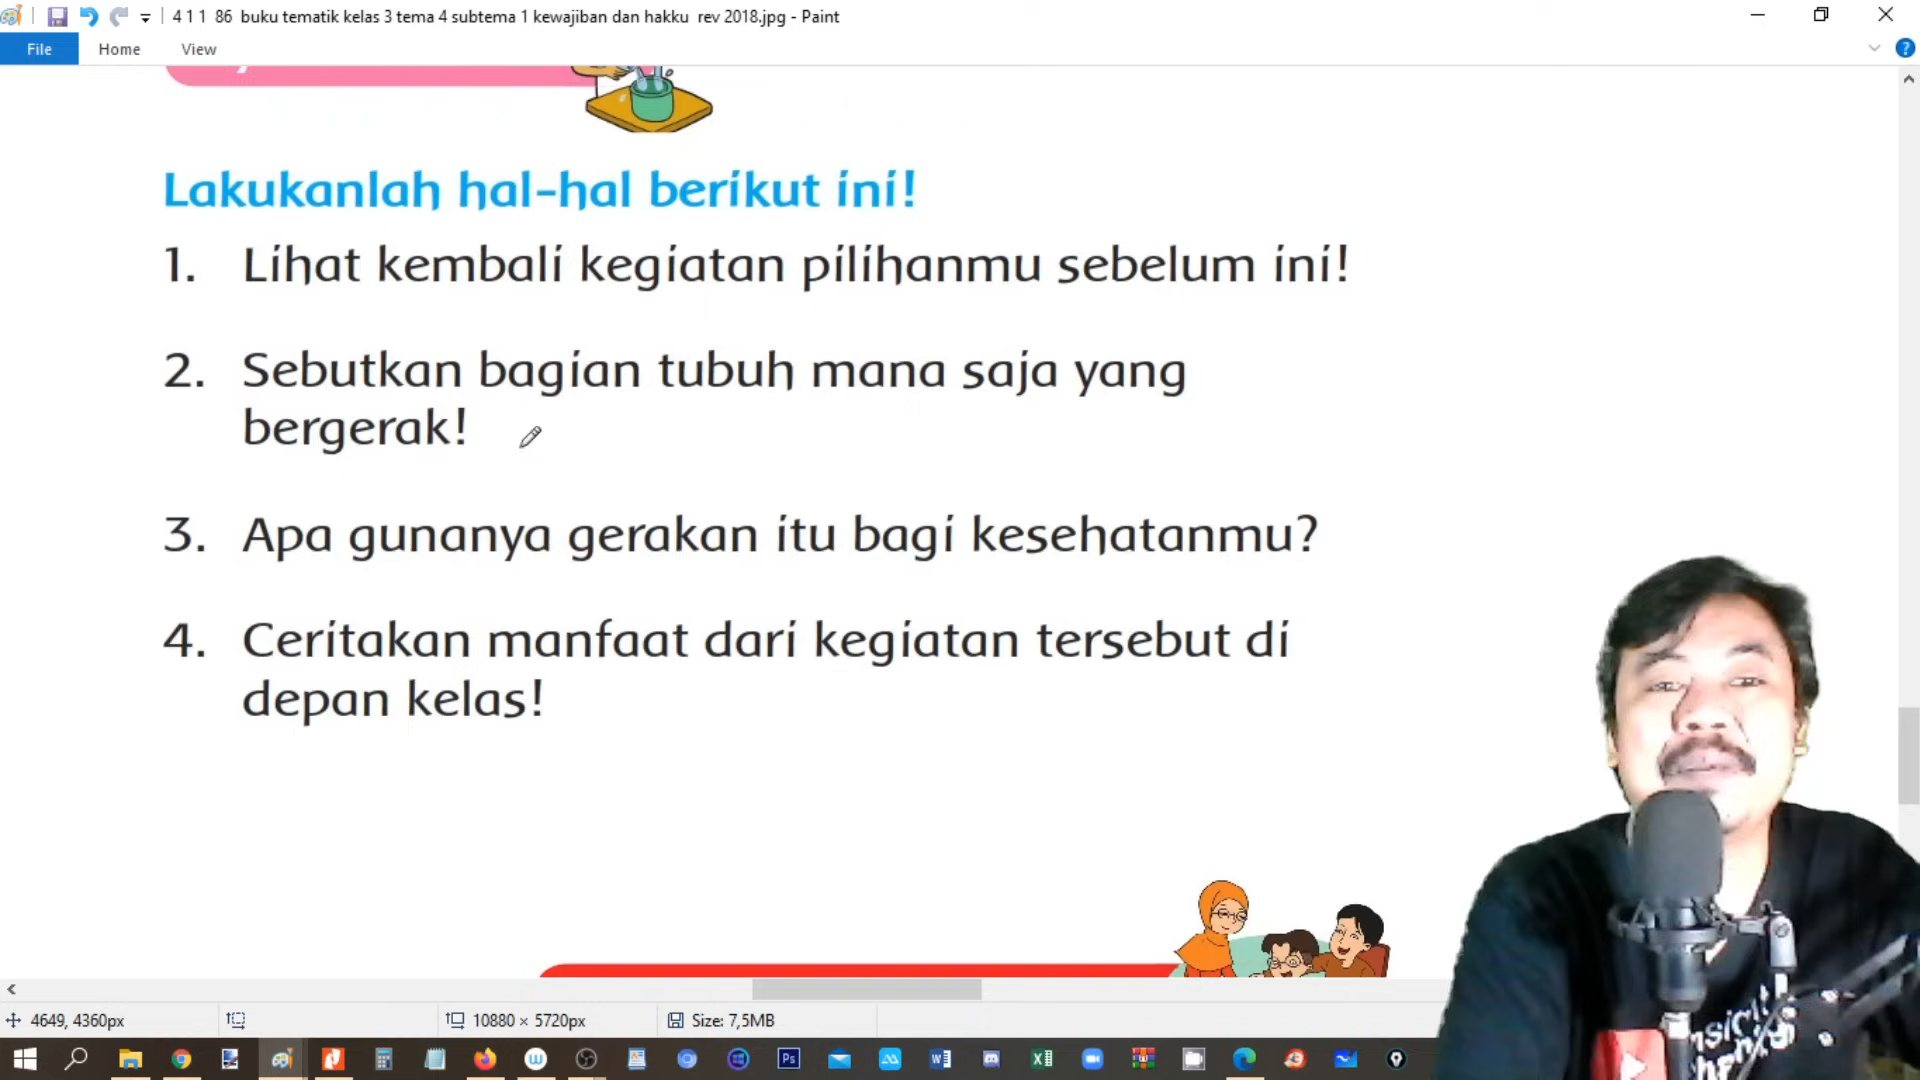 4 1 1  86  buku tematik kelas 3 tema 4 subtema 1 kewajiban dan hakku  rev 2018.jpg - Paint
File Home View
Lakukanlah hal-hal berikut ini!
1. Lihat kembali kegiatan pilihanmu sebelum ini!
2. Sebutkan bagian tubuh mana saja yang
bergerak!
3. Apa gunanya gerakan itu bagi kesehatanmu?
4. Ceritakan manfaat dari kegiatan tersebut di
depan kelas!
4649, 4360px 10880 × 5720px Size: 7,5MB